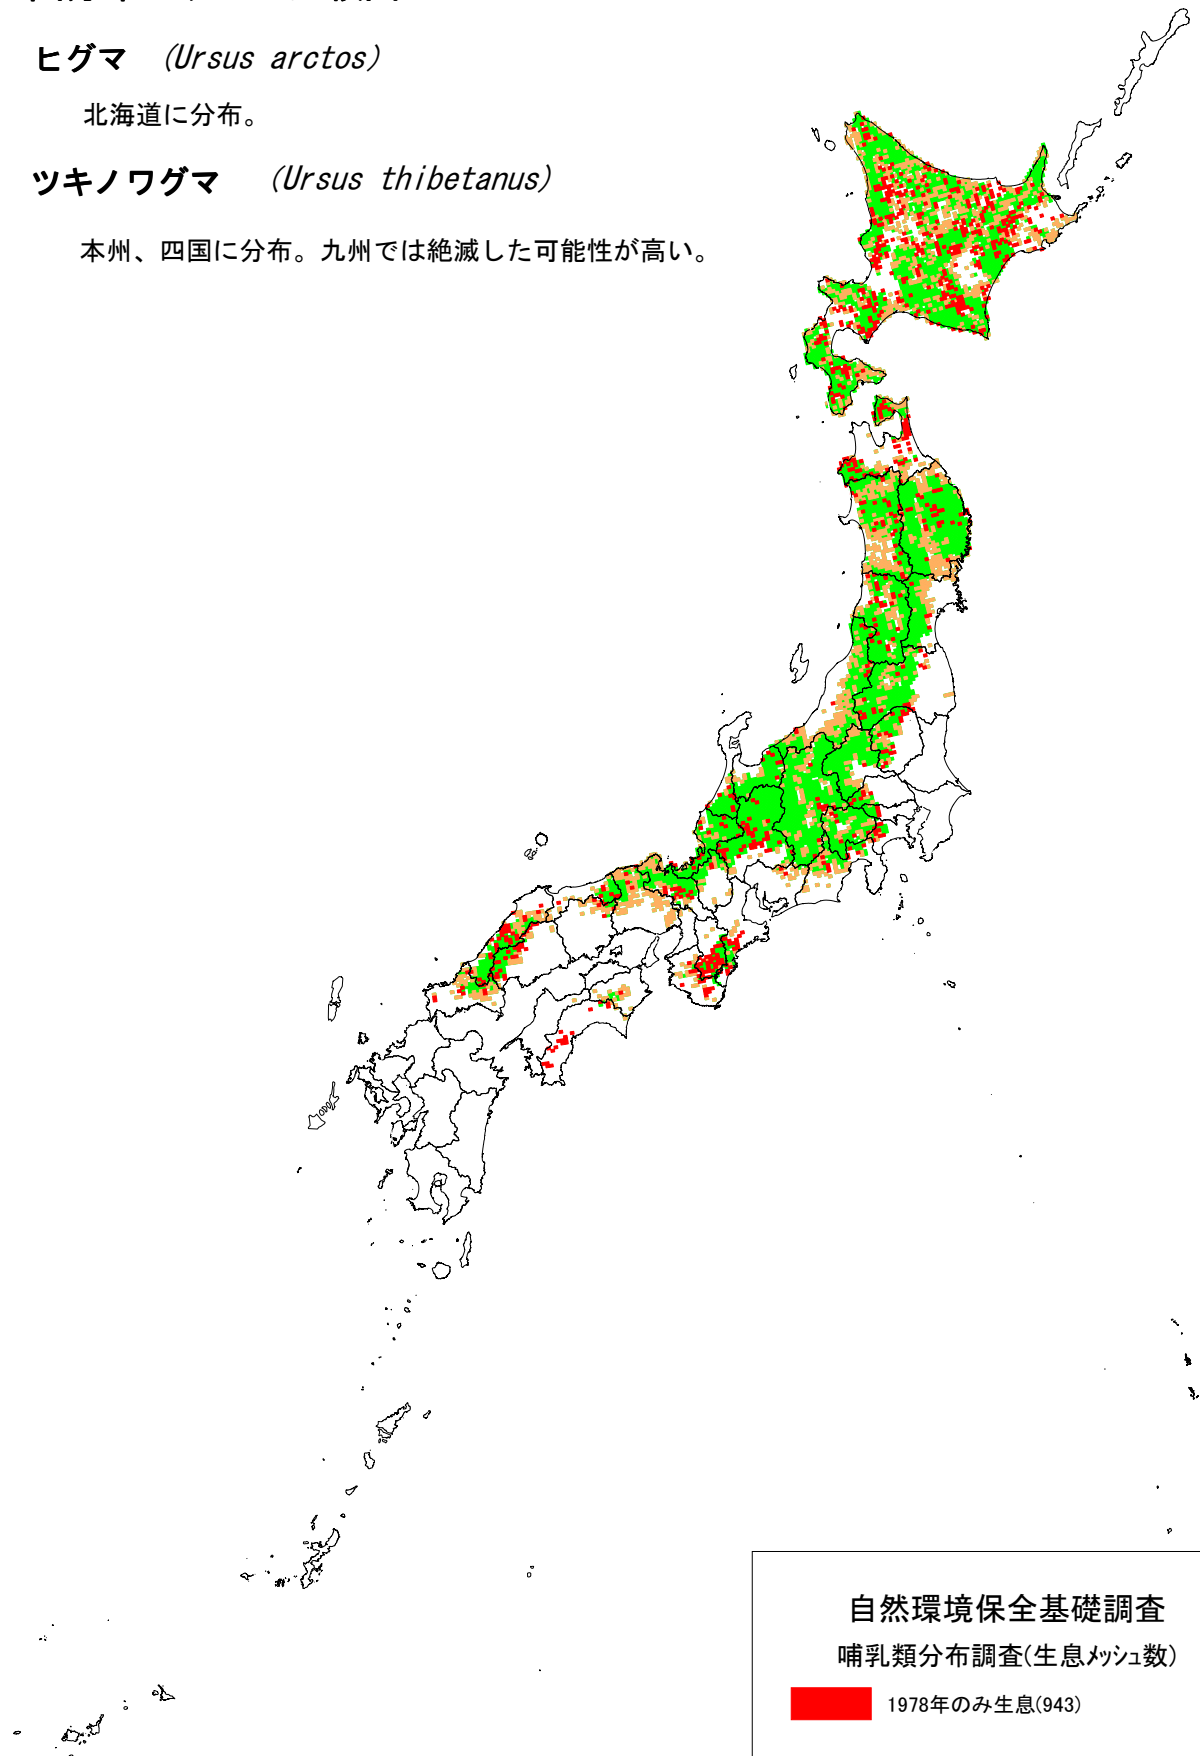 ヒグマ (Ursus arctos)
北海道に分布。
ツキノワグマ (Ursus thibetanus)
本州、四国に分布。九州では絶滅した可能性が高い。
自然環境保全基礎調査
哺乳類分布調査(生息メッシュ数)
1978年のみ生息(943)